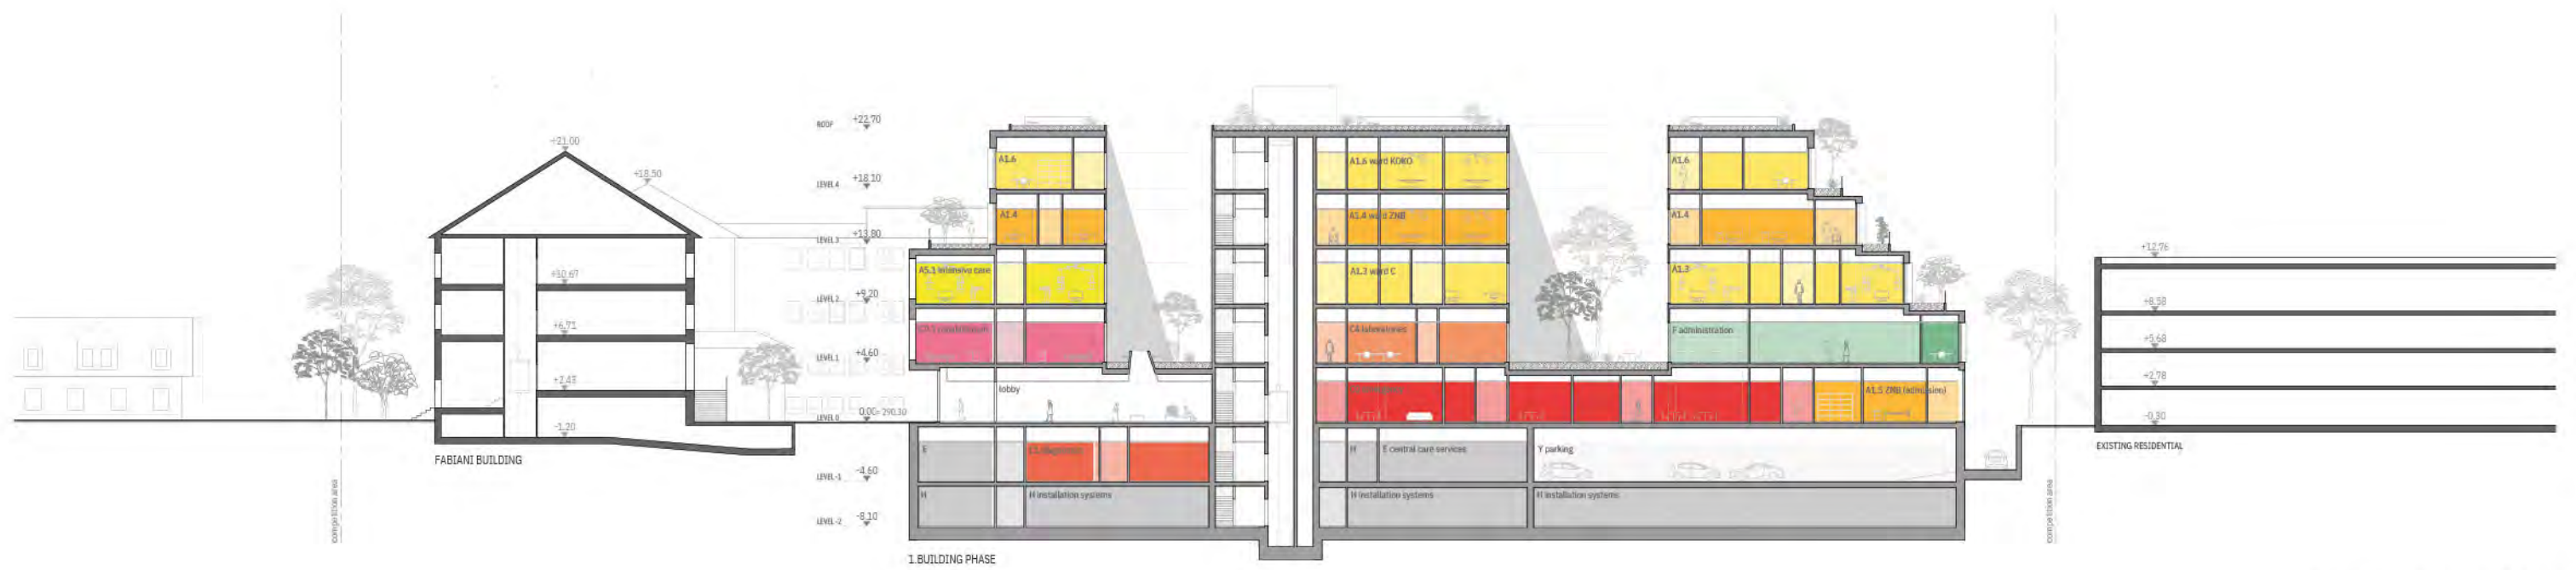 ROOF +22.70
+21.00
+18.50
A1.6
A1.6 ward KOKO
A1.6
LEVEL 4 +18.10
A1.4
A1.4 ward ZNB
A1.4
LEVEL 3 +13.80
+12.76
A5.1 intensive care
A1.3 ward C
A1.3
+10.67
LEVEL 2 +9.20
+8.58
+6.71
CA laboratories
F administration
+5.68
LEVEL 1 +4.60
+2.43
lobby
A1.5 ZNB (admission)
+2.78
LEVEL 0 0.00= 290.30
-0.30
-1.20
FABIANI BUILDING
EXISTING RESIDENTIAL
E
H
E central care services
Y parking
LEVEL -1 -4.60
H
H installation systems
H installation systems
H installation systems
LEVEL -2 -8.10
competition area
competition area
1.BUILDING PHASE